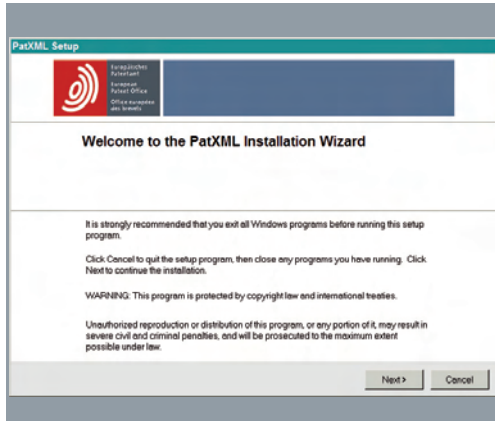 PatXML Setup
Europäisches
Patentamt
European
Patent Office
Office européen
des brevets
Welcome to the PatXML Installation Wizard
It is strongly recommended that you exit all Windows programs before running this setup
program.
Click Cancel to quit the setup program, then close any programs you have running. Click
Next to continue the installation.
WARNING: This program is protected by copyright law and international treaties.
Unauthorized reproduction or distribution of this program, or any portion of it, may result in
severe civil and criminal penalties, and will be prosecuted to the maximum extent
possible under law.
Next >
Cancel